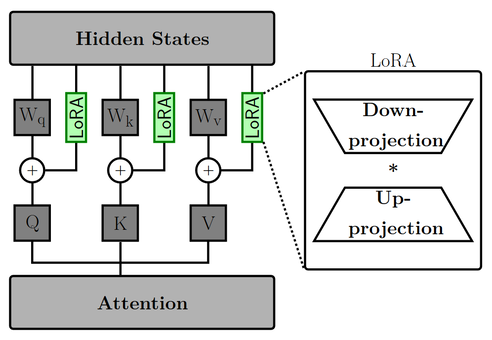 Hidden States
LoRA
W_q
LoRA
W_k
LoRA
W_v
LoRA
Down-
projection
+
+
+
*
Up-
projection
Q
K
V
Attention